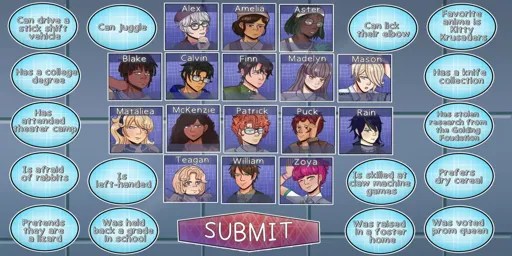 Can drive a
stick shift
vehicle
Can juggle
Alex
Amelia
Aster
Can lick
their elbow
Favorite
anime is
Kitty
Krusaders
Has a college
degree
Blake
Calvin
Finn
Madelyn
Mason
Has a knife
collection
Has
attended
theater camp
Mataliea
McKenzie
Patrick
Puck
Rain
Has stolen
research from
the Golding
Foundation
Is afraid
of rabbits
Is
left-handed
Teagan
William
Zoya
Is skilled at
claw machine
games
Prefers
dry cereal
Pretends
they are
a lizard
Was held
back a grade
in school
SUBMIT
Was raised
in a foster
home
Was voted
prom queen